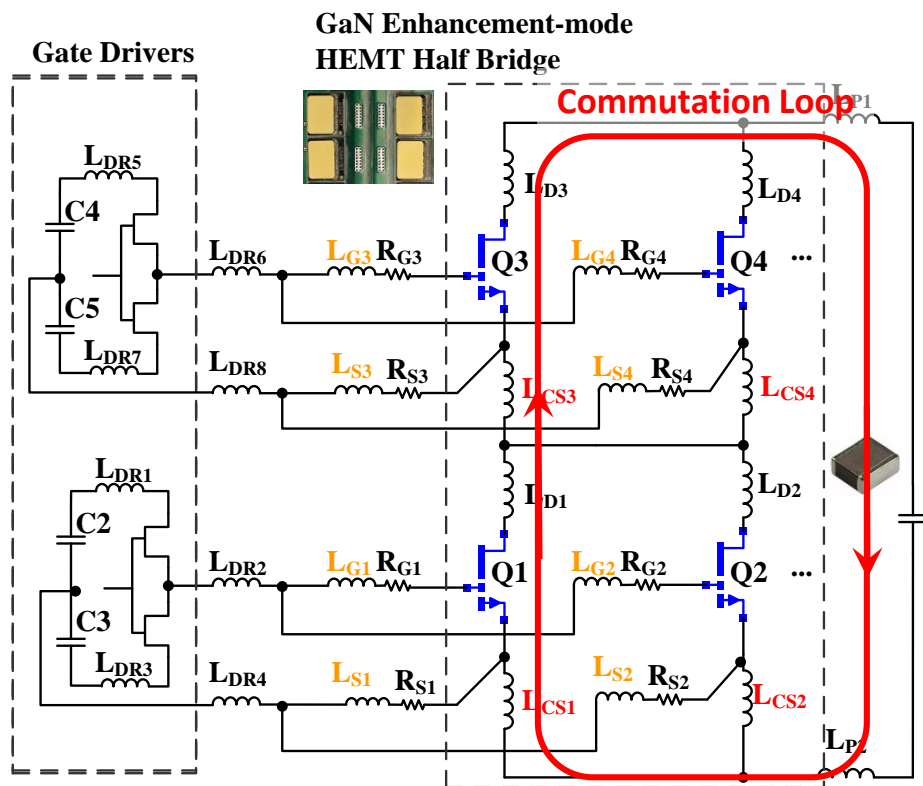 GaN Enhancement-mode
HEMT Half Bridge
Gate Drivers
Commutation Loop
LP1
LDR5
C4
LD3
LD4
LDR6
LG3
RG3
Q3
LG4
RG4
Q4
...
C5
LDR7
LDR8
LS3
RS3
LS4
RS4
LCS3
LCS4
LDR1
C2
LD1
LD2
LDR2
LG1
RG1
Q1
LG2
RG2
Q2
...
C3
LDR3
LDR4
LS1
RS1
LS2
RS2
LCS1
LCS2
LP2